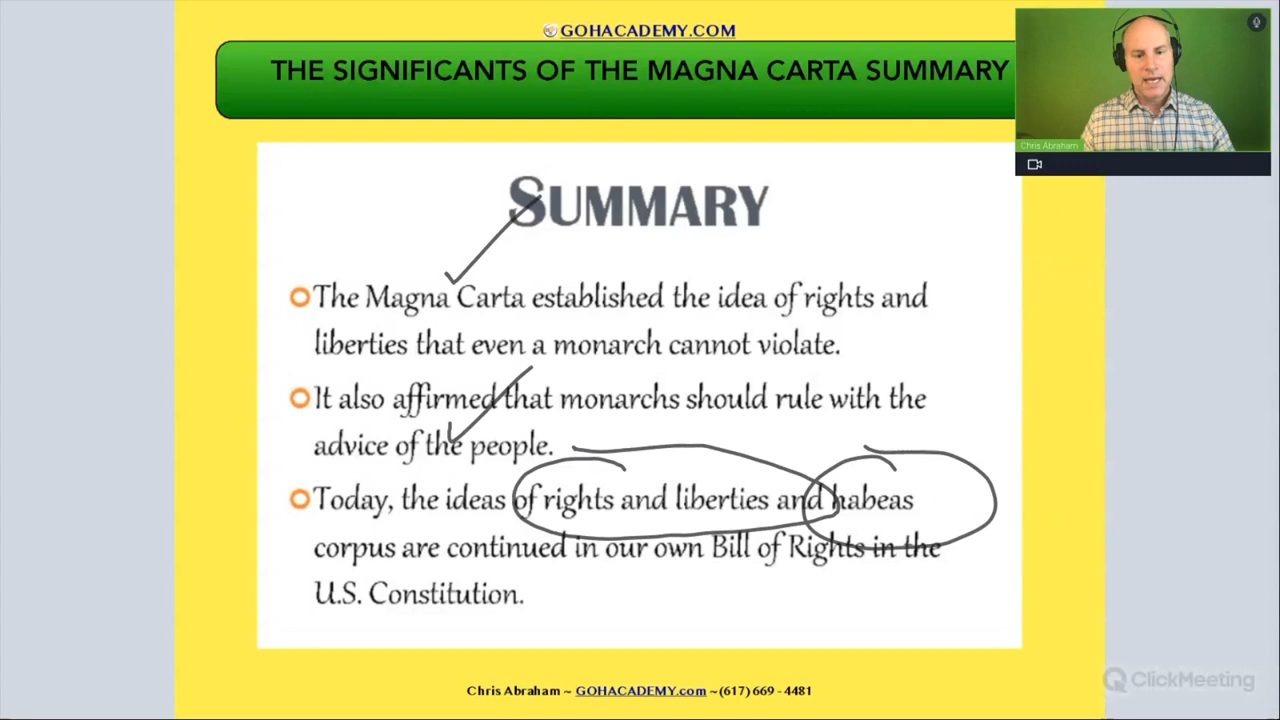 GOHACADEMY.COM
THE SIGNIFICANTS OF THE MAGNA CARTA SUMMARY
Chris Abraham
SUMMARY
The Magna Carta established the idea of rights and
liberties that even a monarch cannot violate.
It also affirmed that monarchs should rule with the
advice of the people.
Today, the ideas of rights and liberties and habeas
corpus are continued in our own Bill of Rights in the
U.S. Constitution.
Chris Abraham ~ GOHACADEMY.com ~(617) 669 - 4481
ClickMeeting